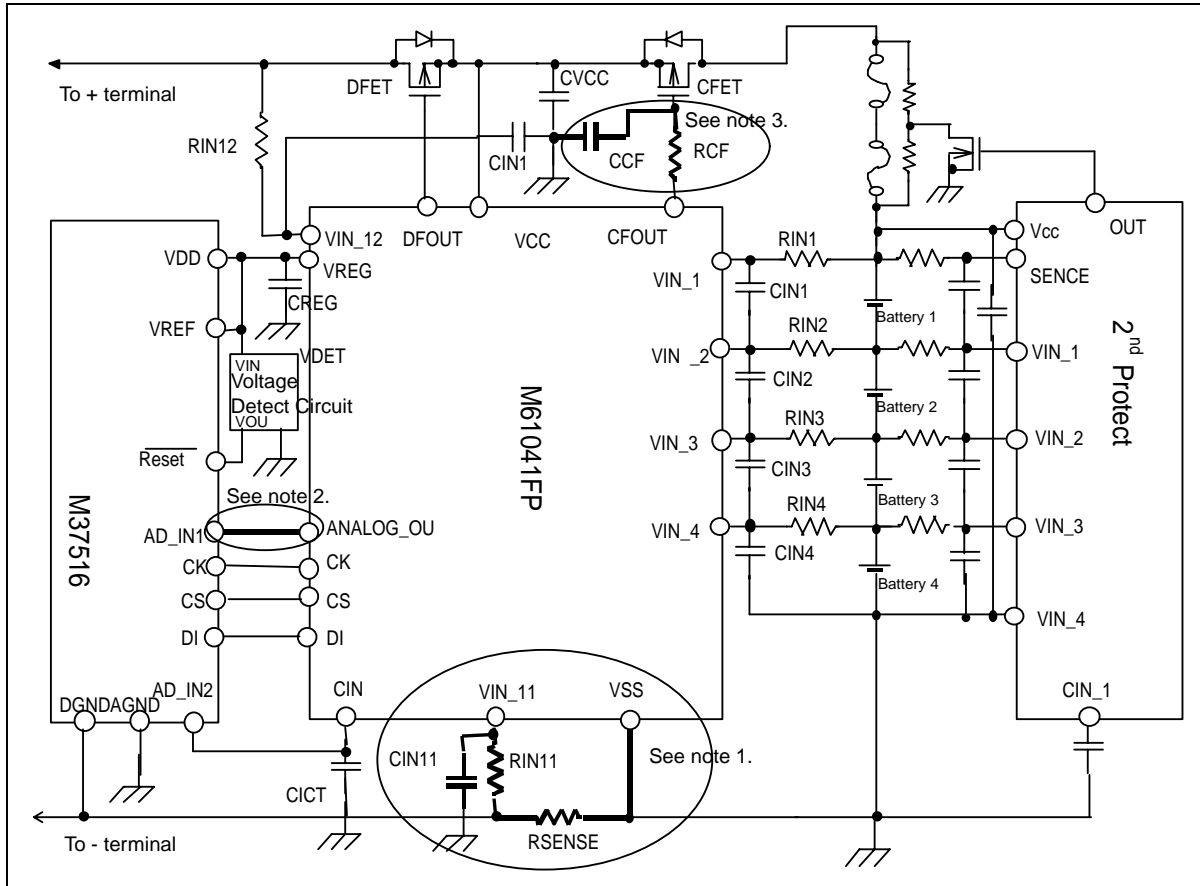 To + terminal
DFET
CVCC
CFET
RIN12
CIN1
See note 3.
CCF
RCF
VIN_12
DFOUT
VCC
CFOUT
Vcc
OUT
VDD
VREG
CREG
VIN_1
RIN1
CIN1
SENCE
Battery 1
VREF
VDET
VIN
Voltage
Detect Circuit
VOU
VIN _2
RIN2
CIN2
VIN_1
Battery 2
2nd Protect
M61041FP
Reset
VIN_3
RIN3
CIN3
VIN_2
Battery 3
See note 2.
M37516
AD_IN1
ANALOG_OU
VIN_4
RIN4
CIN4
VIN_3
Battery 4
CK
CK
CS
CS
DI
DI
VIN_4
DGND
AGND
AD_IN2
CIN
VIN_11
VSS
CIN_1
CIN11
RIN11
See note 1.
CICT
RSENSE
To - terminal